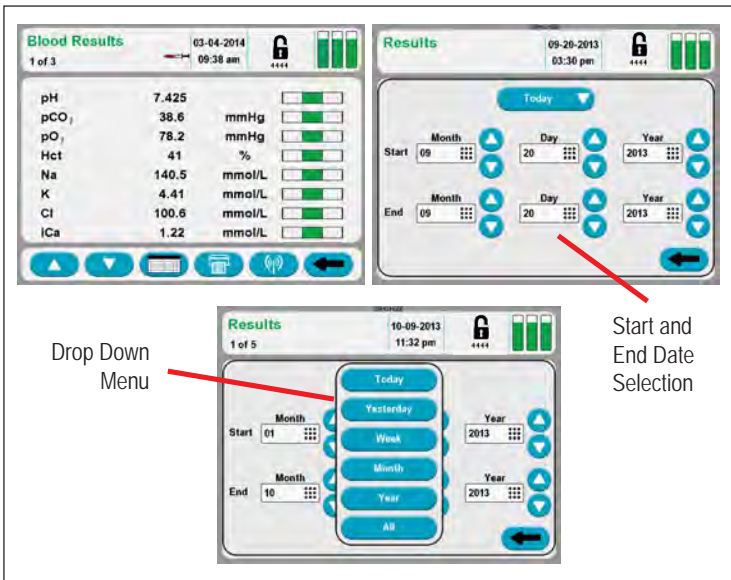 Blood Results
1 of 3
03-04-2014
09:38 am
4444
pH 7.425
pCO2 38.6 mmHg
pO2 78.2 mmHg
Hct 41 %
Na 140.5 mmol/L
K 4.41 mmol/L
Cl 100.6 mmol/L
iCa 1.22 mmol/L
Results
09-20-2013
03:30 pm
4444
Today
Month Day Year
Start 09 20 2013
Month Day Year
End 09 20 2013
Start and
End Date
Selection
Drop Down
Menu
Results
1 of 5
10-09-2013
11:32 pm
4444
Today
Yesterday
Week
Month
Year
All
Month Year
Start 01 2013
Month Year
End 10 2013